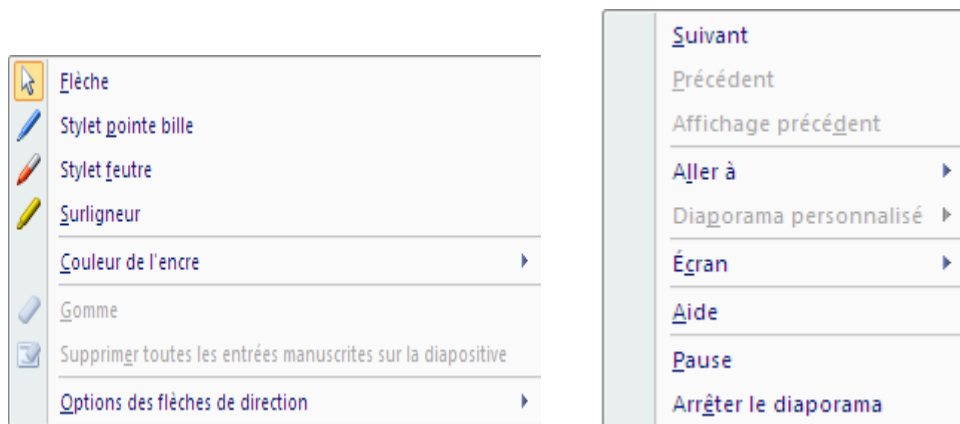 Flèche
Stylet pointe bille
Stylet feutre
Surligneur
Couleur de l'encre
Gomme
Supprimer toutes les entrées manuscrites sur la diapositive
Options des flèches de direction
Suivant
Précédent
Affichage précédent
Aller à
Diaporama personnalisé
Écran
Aide
Pause
Arrêter le diaporama